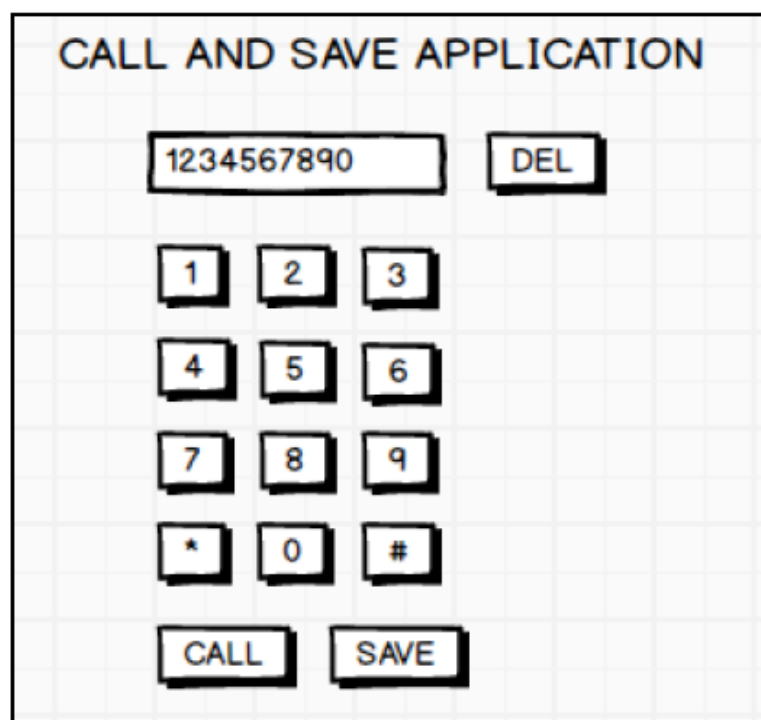 CALL AND SAVE APPLICATION
1234567890 DEL
1 2 3
4 5 6
7 8 9
* 0 #
CALL SAVE